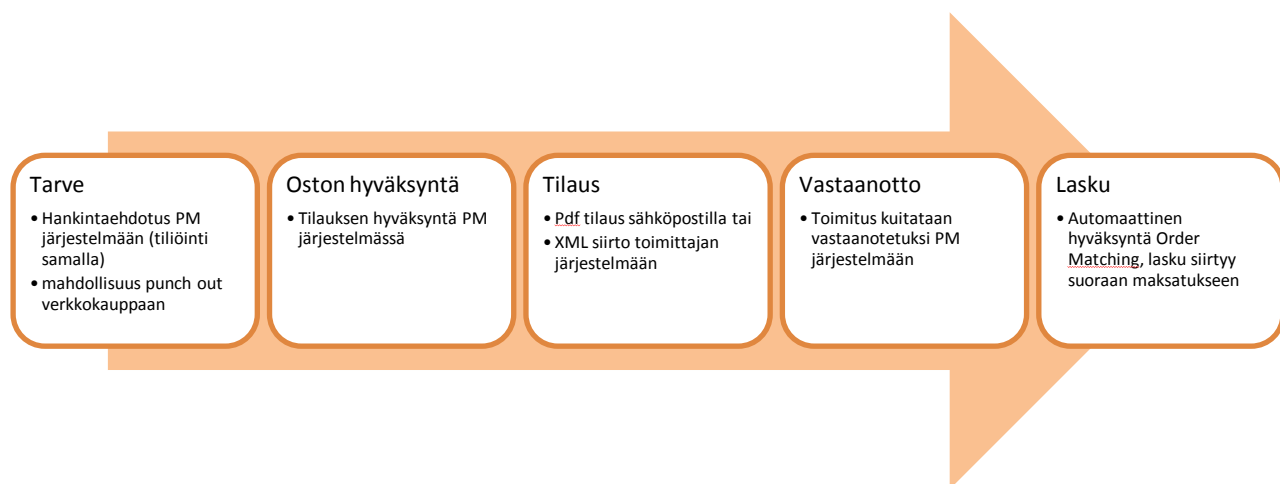 Tarve
• Hankintaehdotus PM
järjestelmään (tiliöinti
samalla)
• mahdollisuus punch out
verkkokauppaan
Oston hyväksyntä
• Tilauksen hyväksyntä PM
järjestelmässä
Tilaus
• Pdf tilaus sähköpostilla tai
• XML siirto toimittajan
järjestelmään
Vastaanotto
• Toimitus kuitataan
vastaanotetuksi PM
järjestelmään
Lasku
• Automaattinen
hyväksyntä Order
Matching, lasku siirtyy
suoraan maksatukseen